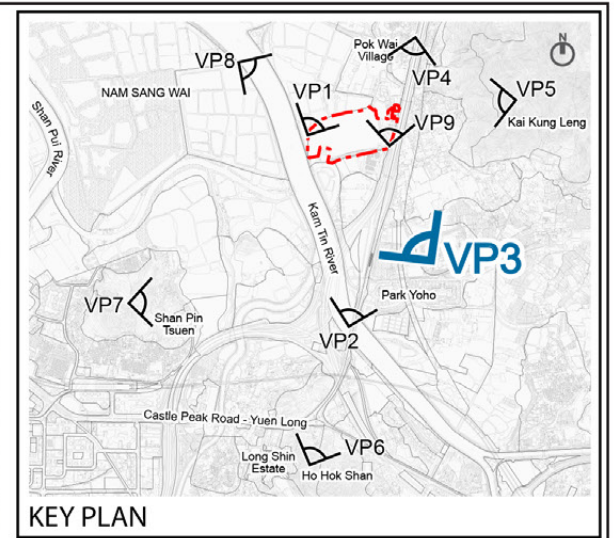 Pok Wai
Village
N
VP8
VP4
NAM SANG WAI
VP1
VP5
Kai Kung Leng
VP9
Shan Pui River
Kam Tin River
VP3
VP7
Shan Pin
Tsuen
Park Yoho
VP2
Castle Peak Road - Yuen Long
Long Shin
Estate
VP6
Ho Hok Shan
KEY PLAN